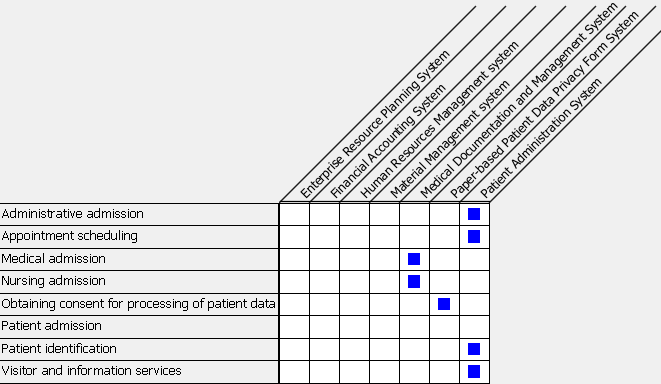 Enterprise Resource Planning System
Financial Accounting System
Human Resources Management system
Material Management system
Medical Documentation and Management System
Paper-based Patient Data Privacy Form System
Patient Administration System
Administrative admission
Appointment scheduling
Medical admission
Nursing admission
Obtaining consent for processing of patient data
Patient admission
Patient identification
Visitor and information services